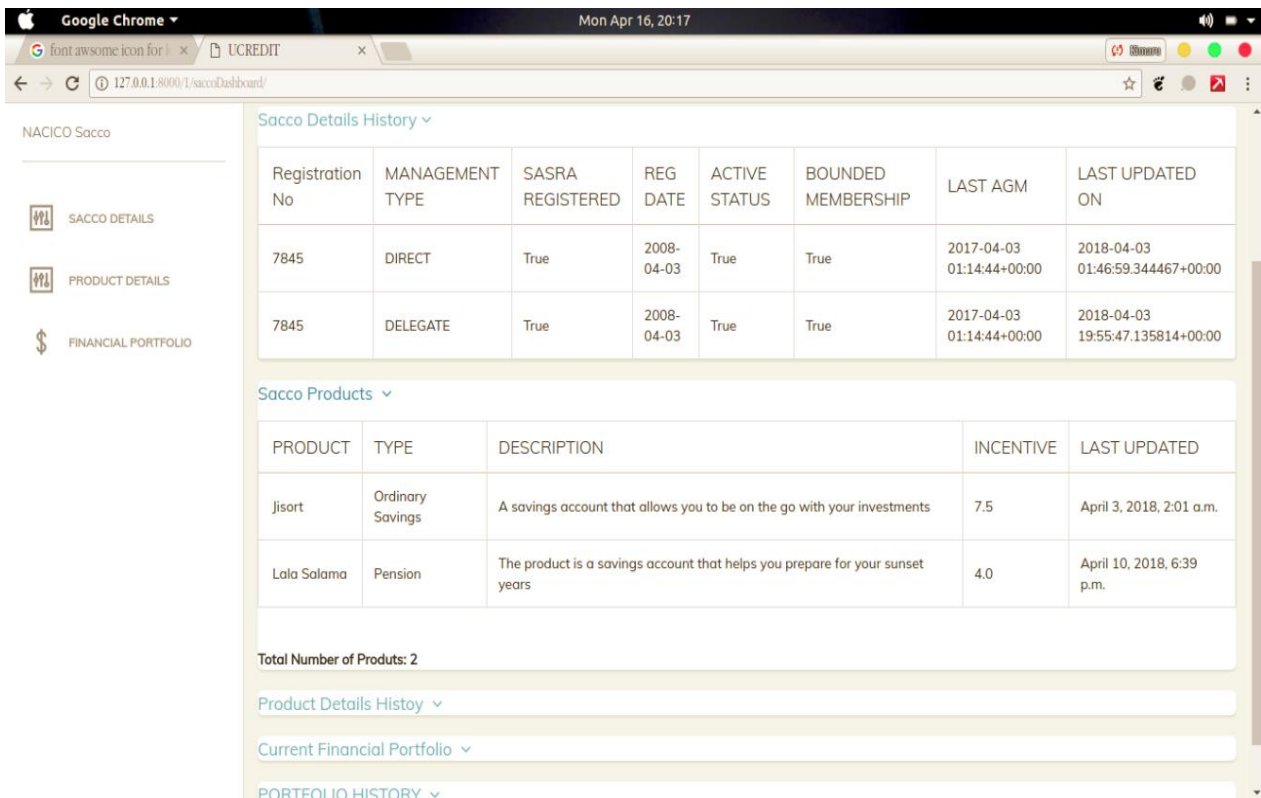 Google Chrome
Mon Apr 16, 20:17
font awsome icon for
UCREDIT
127.0.0.1:8000/1/saccoDashboard/
NACICO Sacco
SACCO DETAILS
PRODUCT DETAILS
FINANCIAL PORTFOLIO
Sacco Details History
Registration No MANAGEMENT TYPE SASRA REGISTERED REG DATE ACTIVE STATUS BOUNDED MEMBERSHIP LAST AGM LAST UPDATED ON
7845 DIRECT True 2008-04-03 True True 2017-04-03 01:14:44+00:00 2018-04-03 01:46:59.344467+00:00
7845 DELEGATE True 2008-04-03 True True 2017-04-03 01:14:44+00:00 2018-04-03 19:55:47.135814+00:00
Sacco Products
PRODUCT TYPE DESCRIPTION INCENTIVE LAST UPDATED
Jisort Ordinary Savings A savings account that allows you to be on the go with your investments 7.5 April 3, 2018, 2:01 a.m.
Lala Salama Pension The product is a savings account that helps you prepare for your sunset years 4.0 April 10, 2018, 6:39 p.m.
Total Number of Produts: 2
Product Details Histoy
Current Financial Portfolio
PORTFOLIO HISTORY